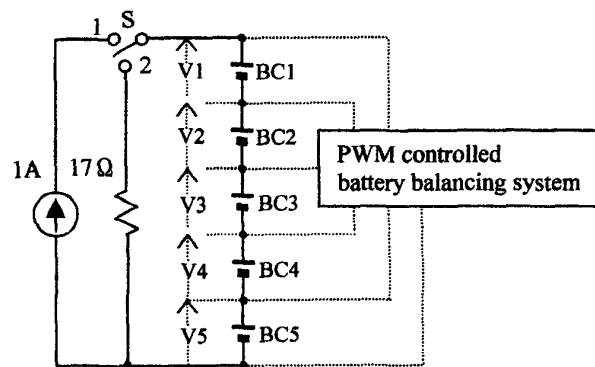 S
1
2
V1
BC1
V2
BC2
PWM controlled
battery balancing system
1A
17Ω
V3
BC3
V4
BC4
V5
BC5